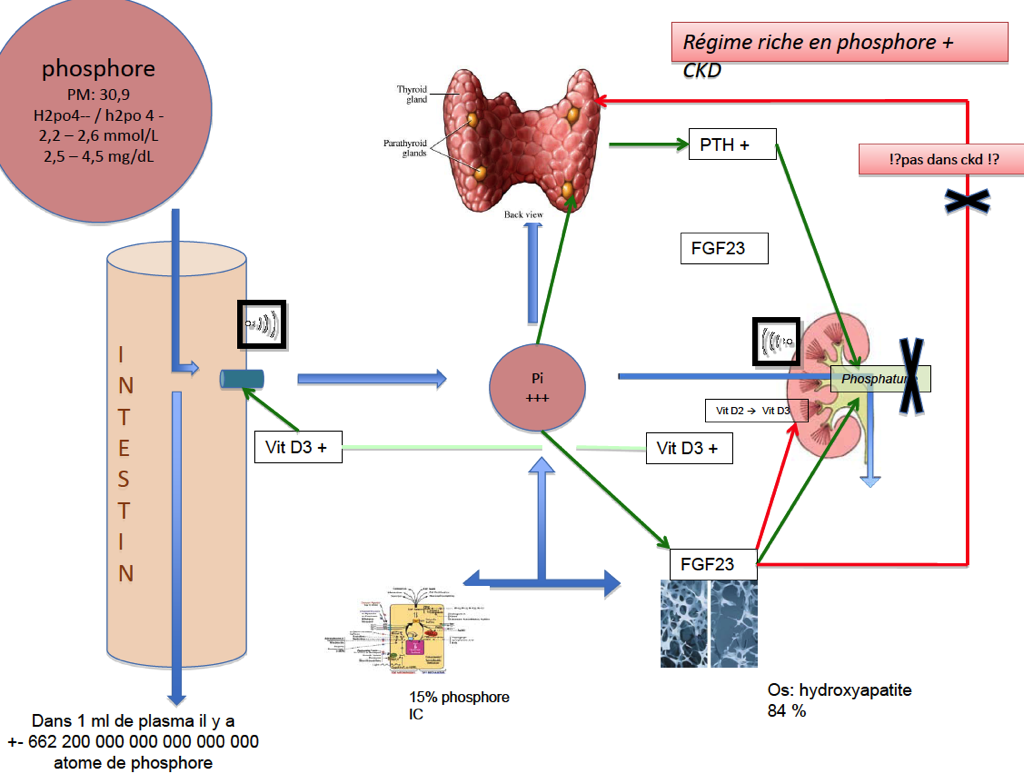 Régime riche en phosphore +
CKD
phosphore
PM: 30,9
H2po4-- / h2po 4 -
2,2 – 2,6 mmol/L
2,5 – 4,5 mg/dL
Thyroid
gland
Parathyroid
glands
Back view
PTH +
!?pas dans ckd !?
FGF23
I
N
T
E
S
T
I
N
Pi
+++
Phosphaturie
Vit D2 → Vit D3
Vit D3 +
Vit D3 +
FGF23
15% phosphore
IC
Os: hydroxyapatite
84 %
Dans 1 ml de plasma il y a
+- 662 200 000 000 000 000 000
atome de phosphore